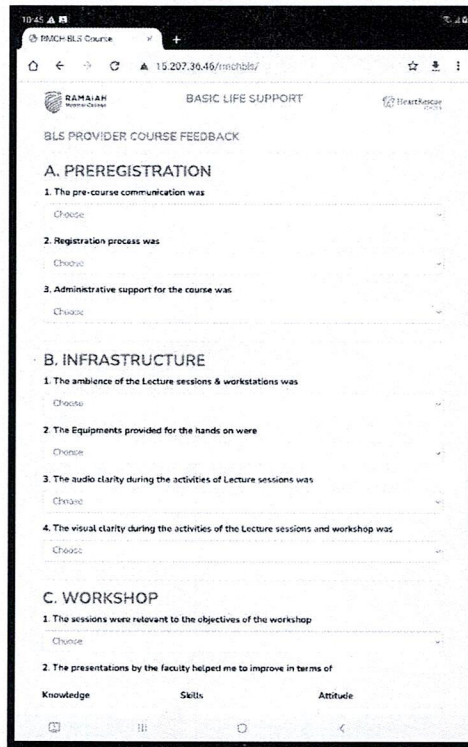 10:45
RMCH-BLS Course
15.207.36.46/rmchbls/
RAMAIAH
Medical College
BASIC LIFE SUPPORT
HeartRescue
BLS PROVIDER COURSE FEEDBACK
A. PREREGISTRATION
1. The pre-course communication was
Choose
2. Registration process was
Choose
3. Administrative support for the course was
Choose
B. INFRASTRUCTURE
1. The ambience of the Lecture sessions & workstations was
Choose
2. The Equipments provided for the hands on were
Choose
3. The audio clarity during the activities of Lecture sessions was
Choose
4. The visual clarity during the activities of the Lecture sessions and workshop was
Choose
C. WORKSHOP
1. The sessions were relevant to the objectives of the workshop
Choose
2. The presentations by the faculty helped me to improve in terms of
Knowledge Skills Attitude